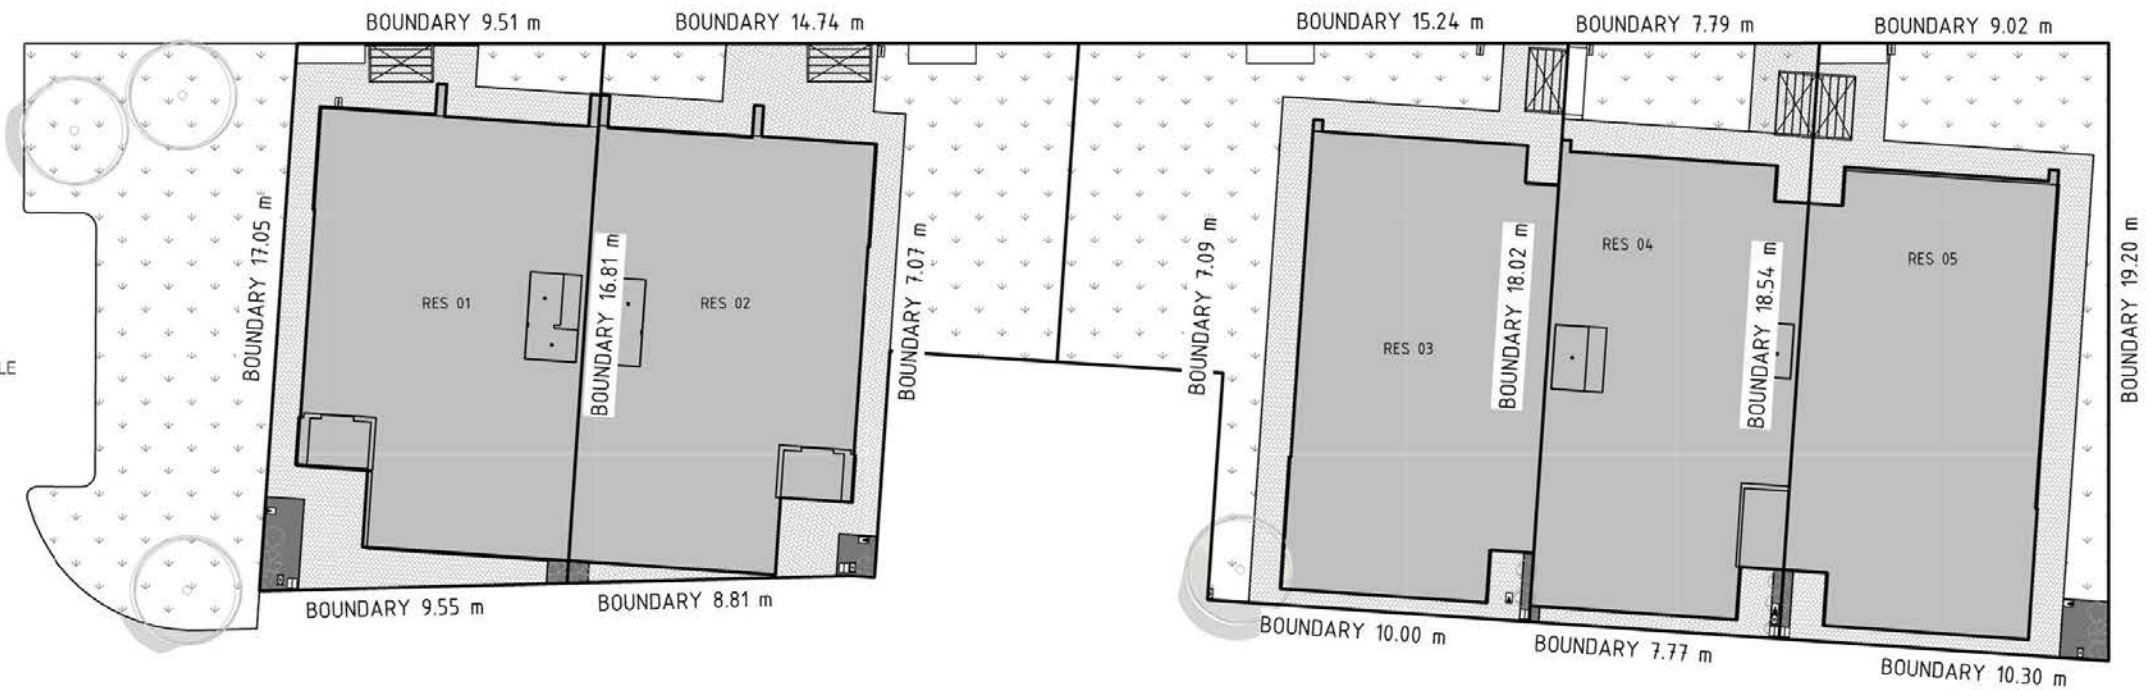 BOUNDARY 9.51 m
BOUNDARY 14.74 m
BOUNDARY 15.24 m
BOUNDARY 7.79 m
BOUNDARY 9.02 m
BOUNDARY 17.05 m
RES 01
BOUNDARY 16.81 m
RES 02
BOUNDARY 7.07 m
BOUNDARY 7.09 m
RES 03
BOUNDARY 18.02 m
RES 04
BOUNDARY 18.54 m
RES 05
BOUNDARY 19.20 m
LE
BOUNDARY 9.55 m
BOUNDARY 8.81 m
BOUNDARY 10.00 m
BOUNDARY 7.77 m
BOUNDARY 10.30 m